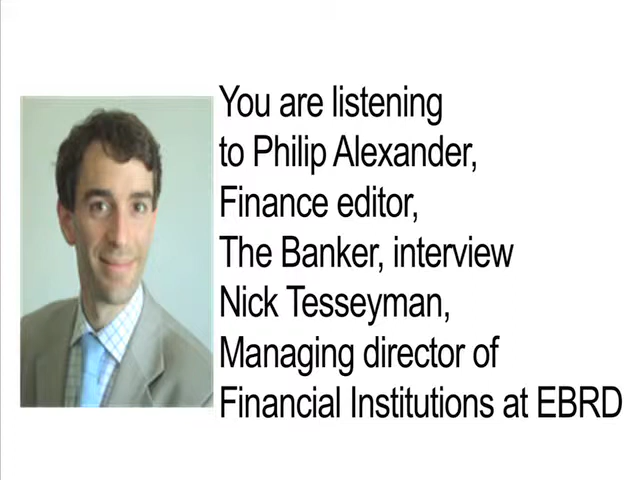 You are listening
to Philip Alexander,
Finance editor,
The Banker, interview
Nick Tesseyman,
Managing director of
Financial Institutions at EBRD